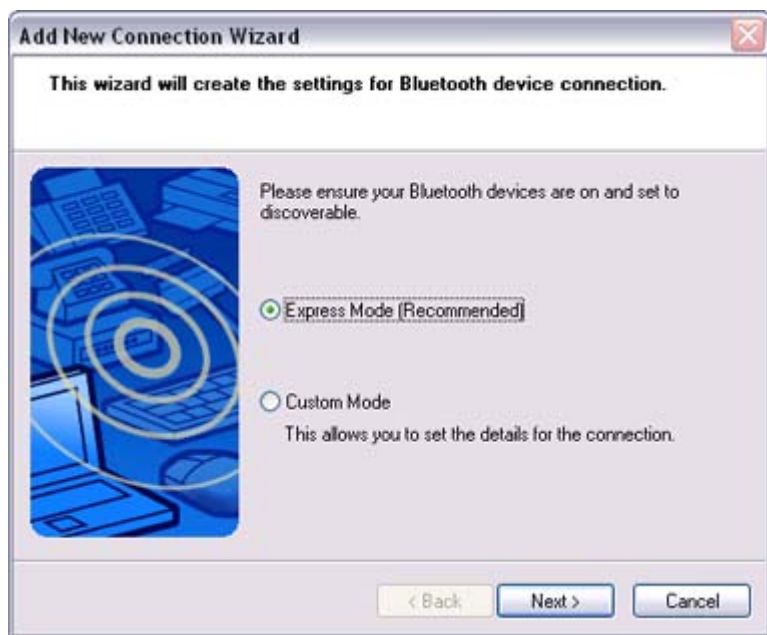 Add New Connection Wizard
This wizard will create the settings for Bluetooth device connection.
Please ensure your Bluetooth devices are on and set to
discoverable.
Express Mode (Recommended)
Custom Mode
This allows you to set the details for the connection.
< Back
Next >
Cancel